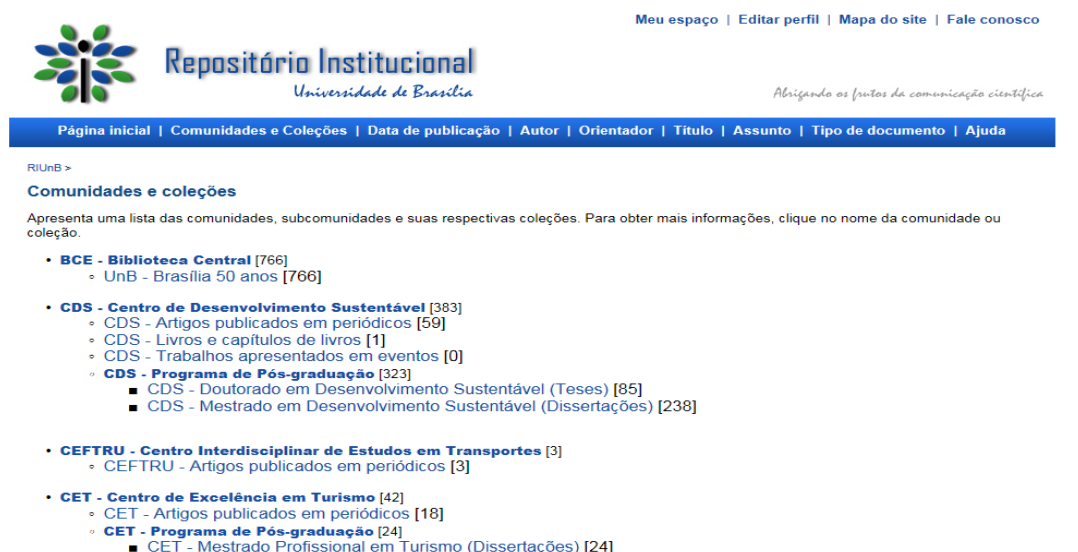 Meu espaço | Editar perfil | Mapa do site | Fale conosco
Repositório Institucional
Universidade de Brasília
Abrigando os frutos da comunicação científica
Página inicial | Comunidades e Coleções | Data de publicação | Autor | Orientador | Título | Assunto | Tipo de documento | Ajuda
RIUnB >
Comunidades e coleções
Apresenta uma lista das comunidades, subcomunidades e suas respectivas coleções. Para obter mais informações, clique no nome da comunidade ou
coleção.
• BCE - Biblioteca Central [766]
◦ UnB - Brasília 50 anos [766]
• CDS - Centro de Desenvolvimento Sustentável [383]
◦ CDS - Artigos publicados em periódicos [59]
◦ CDS - Livros e capítulos de livros [1]
◦ CDS - Trabalhos apresentados em eventos [0]
◦ CDS - Programa de Pós-graduação [323]
■ CDS - Doutorado em Desenvolvimento Sustentável (Teses) [85]
■ CDS - Mestrado em Desenvolvimento Sustentável (Dissertações) [238]
• CEFTRU - Centro Interdisciplinar de Estudos em Transportes [3]
◦ CEFTRU - Artigos publicados em periódicos [3]
• CET - Centro de Excelência em Turismo [42]
◦ CET - Artigos publicados em periódicos [18]
◦ CET - Programa de Pós-graduação [24]
■ CET - Mestrado Profissional em Turismo (Dissertações) [24]